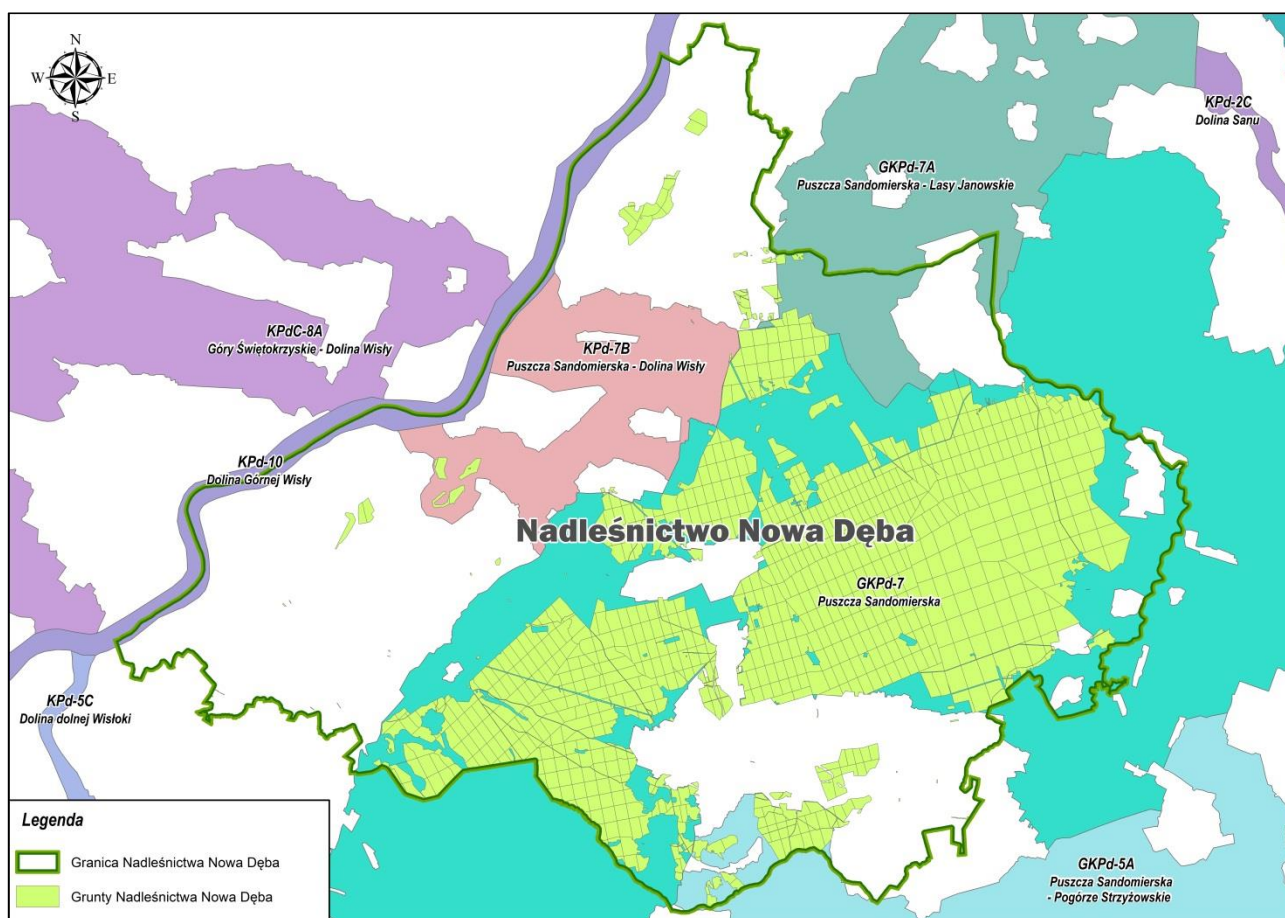 N
W E
S
KPd-2C
Dolina Sanu
GKPd-7A
Puszcza Sandomierska - Lasy Janowskie
KPdC-8A
Góry Świętokrzyskie - Dolina Wisły
KPd-7B
Puszcza Sandomierska - Dolina Wisły
KPd-10
Dolina Górnej Wisły
Nadleśnictwo Nowa Dęba
GKPd-7
Puszcza Sandomierska
KPd-5C
Dolina dolnej Wisłoki
Legenda
Granica Nadleśnictwa Nowa Dęba
Grunty Nadleśnictwa Nowa Dęba
GKPd-5A
Puszcza Sandomierska
- Pogórze Strzyżowskie